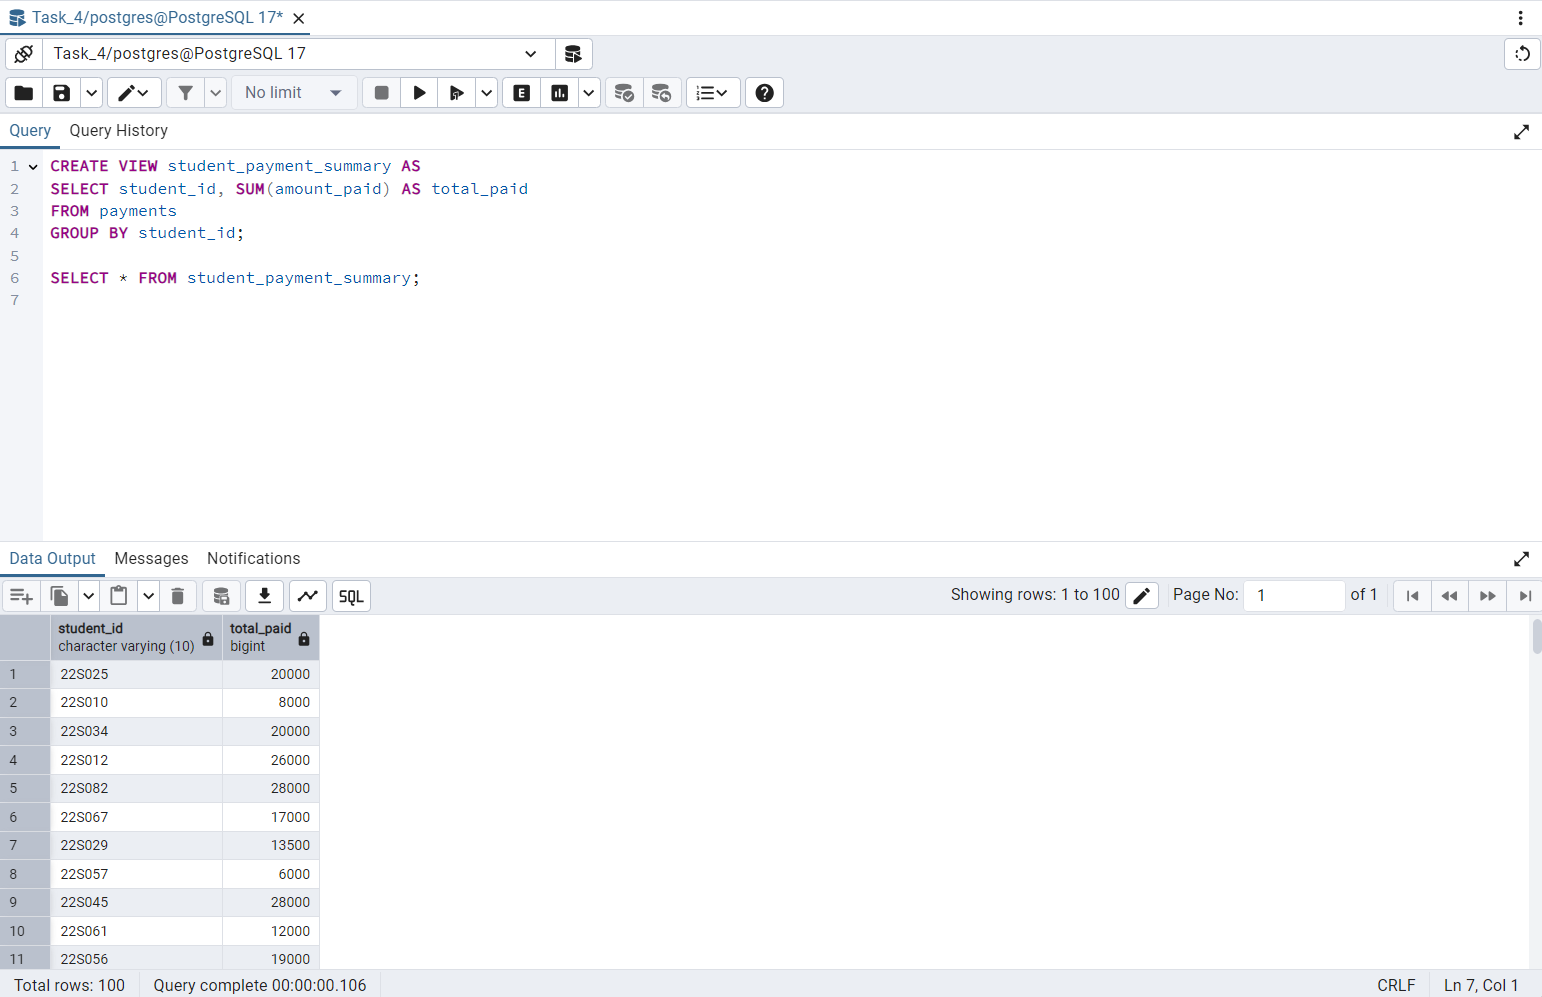 Task_4/postgres@PostgreSQL 17*
Task_4/postgres@PostgreSQL 17
No limit
E
Query Query History
1 CREATE VIEW student_payment_summary AS
2 SELECT student_id, SUM(amount_paid) AS total_paid
3 FROM payments
4 GROUP BY student_id;
5
6 SELECT * FROM student_payment_summary;
7
Data Output Messages Notifications
SQL Showing rows: 1 to 100 Page No: 1 of 1
student_id total_paid
character varying (10) bigint
1 22S025 20000
2 22S010 8000
3 22S034 20000
4 22S012 26000
5 22S082 28000
6 22S067 17000
7 22S029 13500
8 22S057 6000
9 22S045 28000
10 22S061 12000
11 22S056 19000
Total rows: 100 Query complete 00:00:00.106 CRLF Ln 7, Col 1